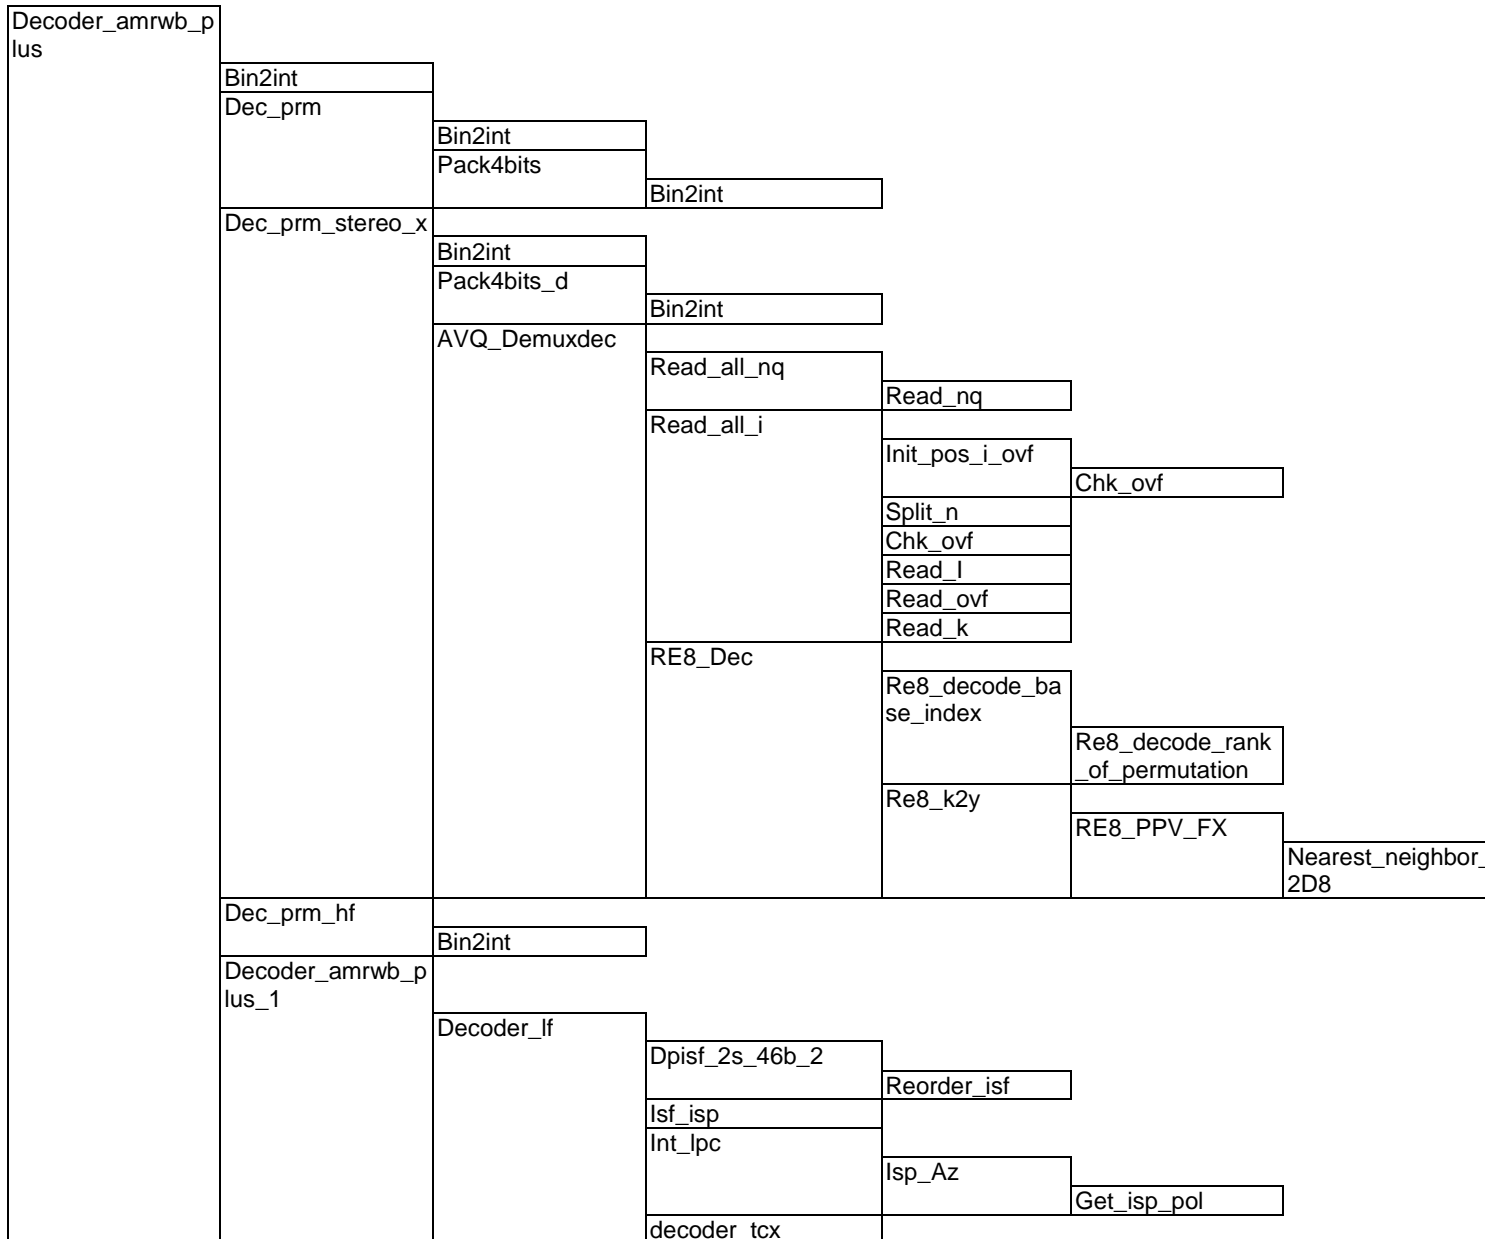 Decoder_amrwb_p
lus
Bin2int
Dec_prm
Bin2int
Pack4bits
Bin2int
Dec_prm_stereo_x
Bin2int
Pack4bits_d
Bin2int
AVQ_Demuxdec
Read_all_nq
Read_nq
Read_all_i
Init_pos_i_ovf
Chk_ovf
Split_n
Chk_ovf
Read_I
Read_ovf
Read_k
RE8_Dec
Re8_decode_ba
se_index
Re8_decode_rank
_of_permutation
Re8_k2y
RE8_PPV_FX
Nearest_neighbor_
2D8
Dec_prm_hf
Bin2int
Decoder_amrwb_p
lus_1
Decoder_lf
Dpisf_2s_46b_2
Reorder_isf
Isf_isp
Int_lpc
Isp_Az
Get_isp_pol
decoder_tcx